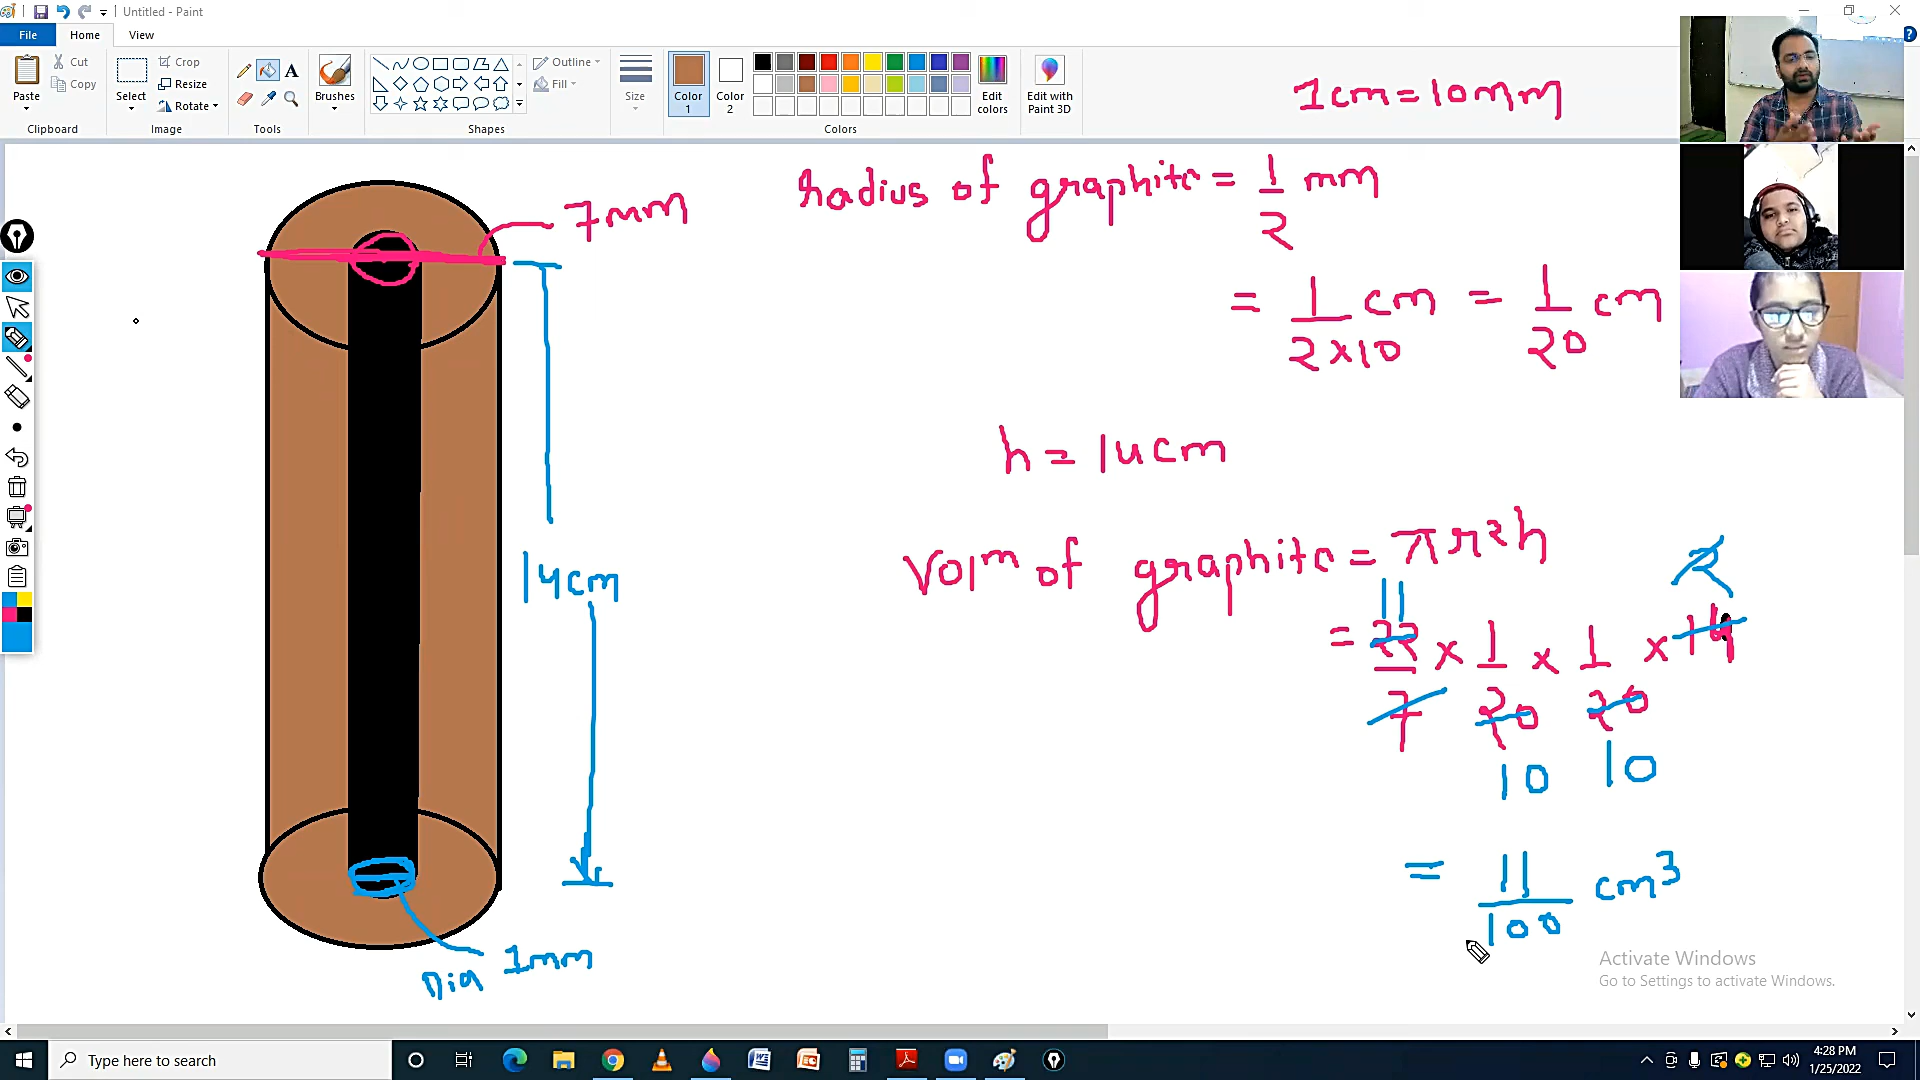 Untitled - Paint
File Home View
Paste
Cut
Copy
Clipboard
Select
Crop
Resize
Rotate
Image
A
Tools
Brushes
Outline
Fill
Shapes
Size
Color 1
Color 2
Edit colors
Colors
Edit with Paint 3D
1cm=10mm
7mm
radius of graphite = 1/2 mm
= 1/2×10 cm = 1/20 cm
h = 14cm
14cm
Vol^m of graphite = πr²h
11 2
= 22/7 × 1/20 × 1/20 × 14
10 10
= 11/100 cm³
Dia 1mm
Activate Windows
Go to Settings to activate Windows.
Type here to search
4:28 PM
1/25/2022